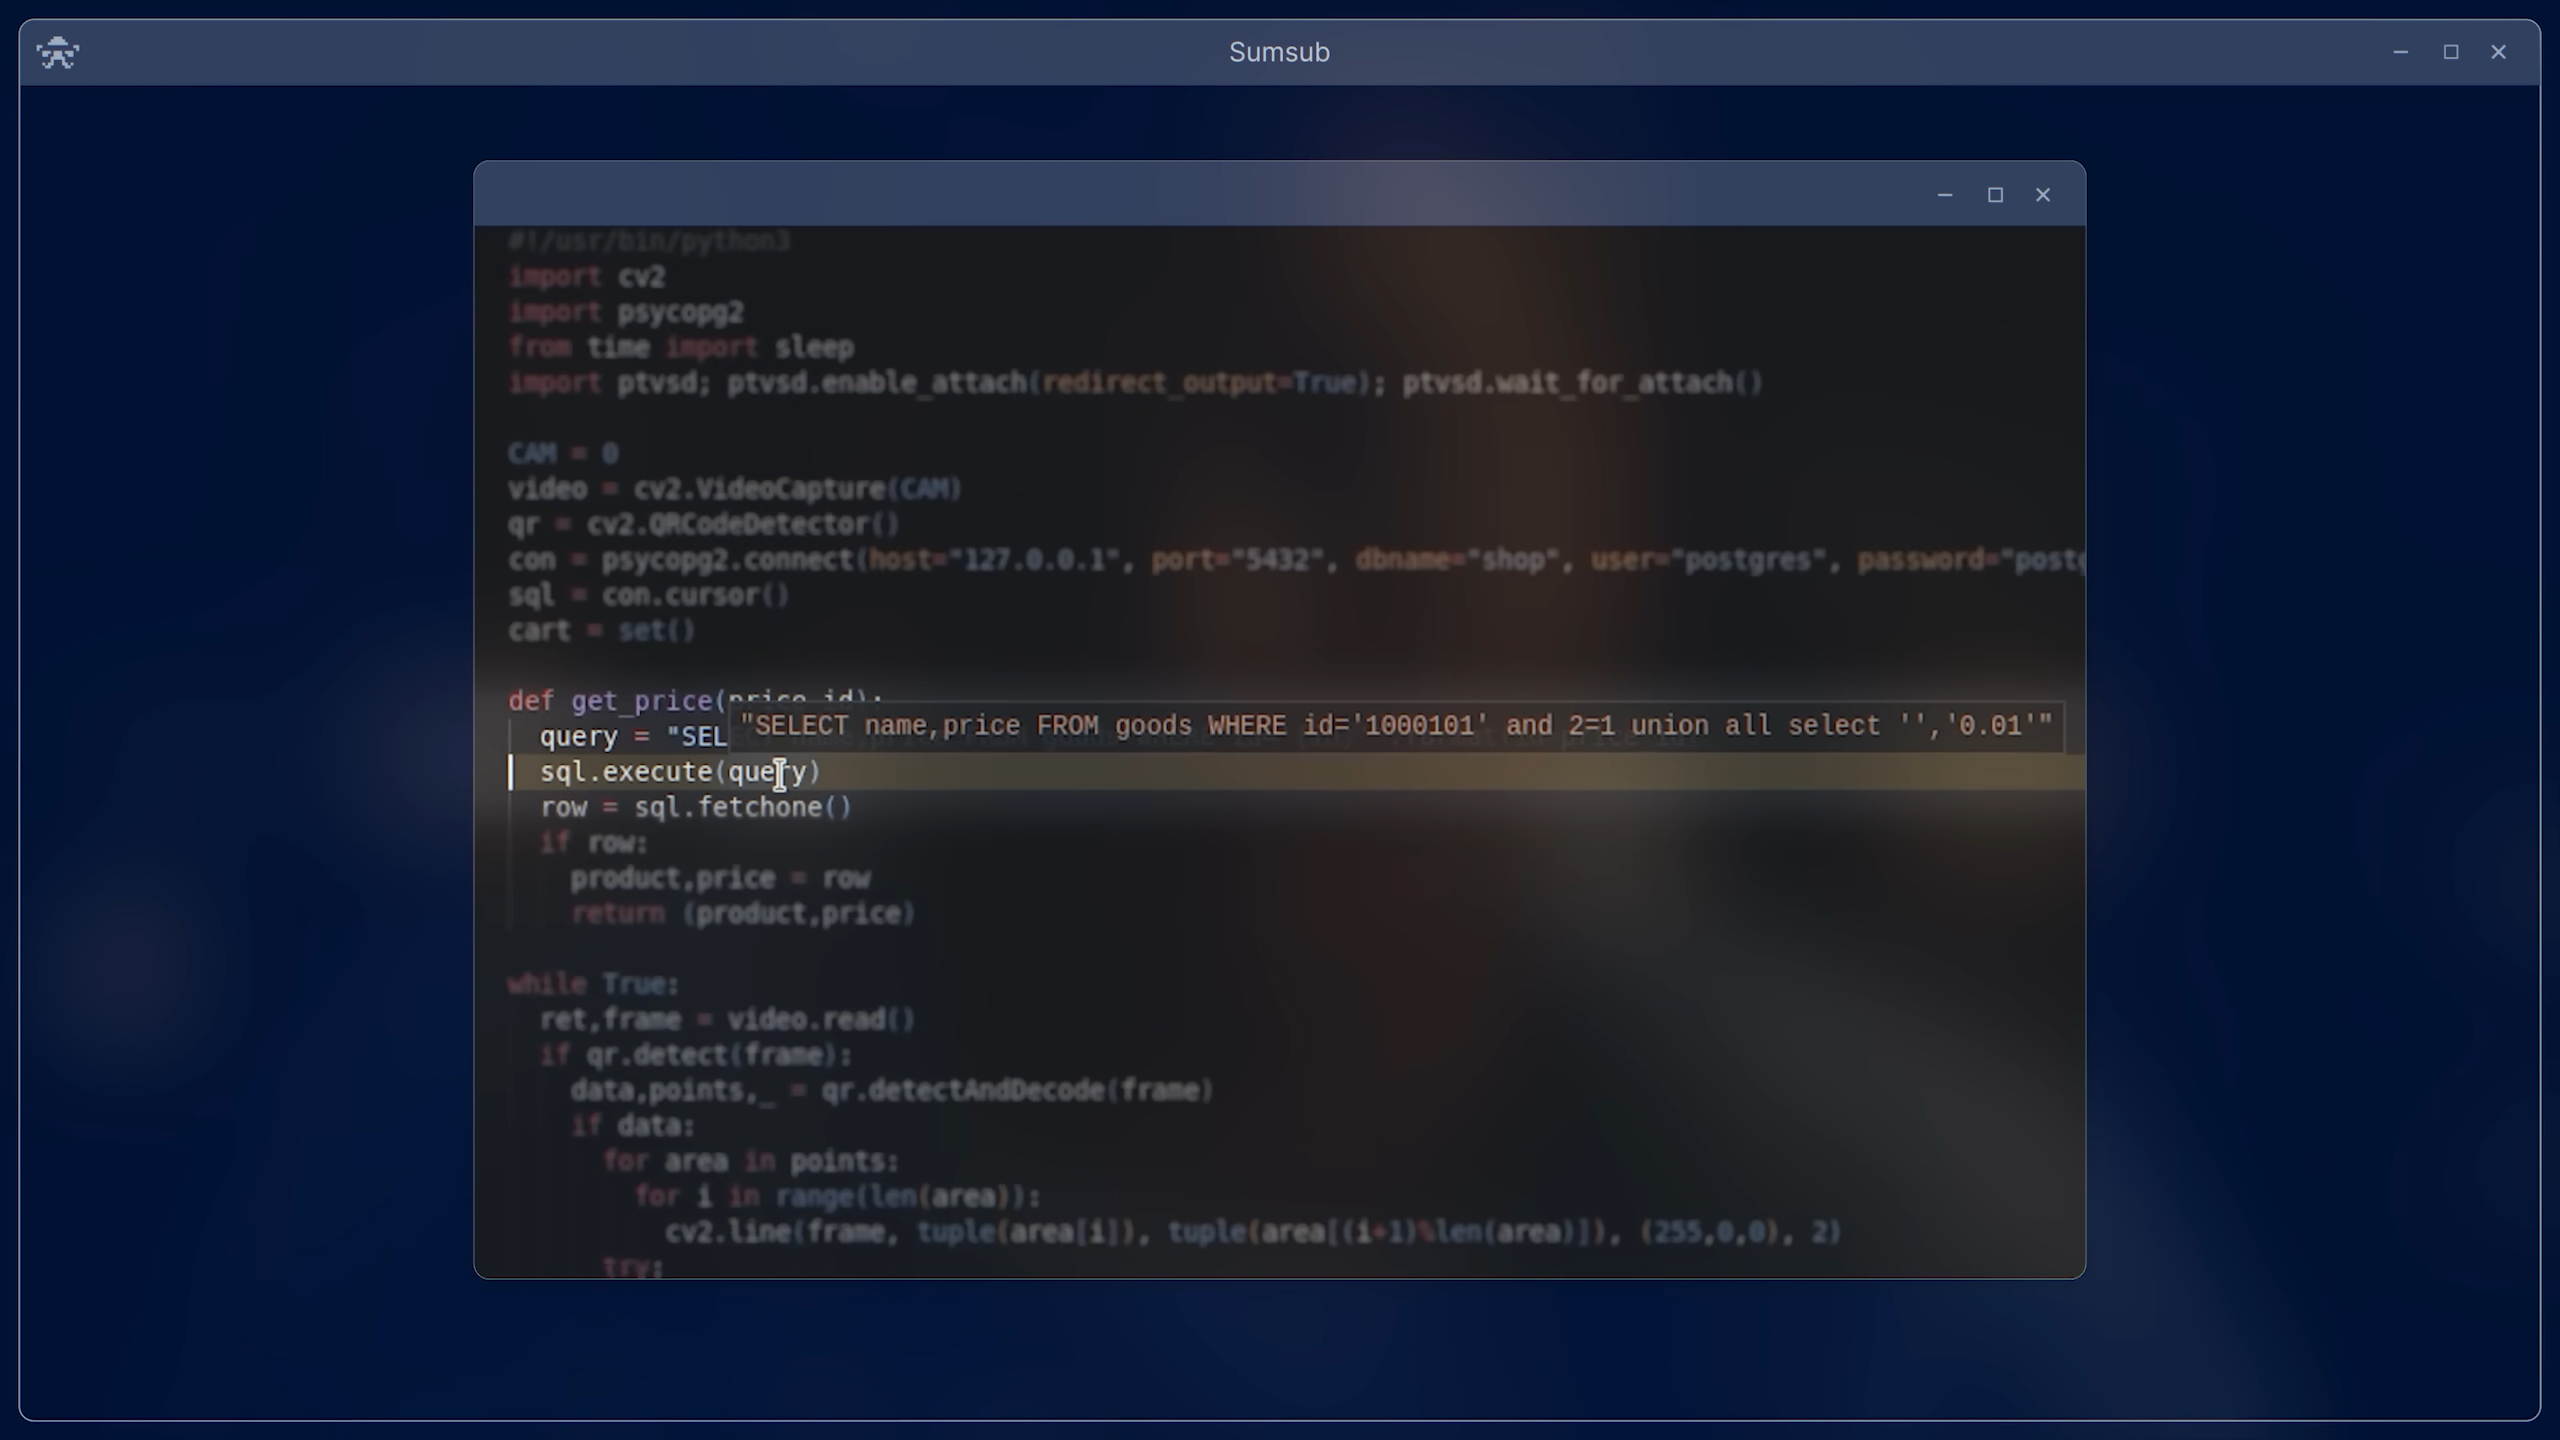 Sumsub
#!/usr/bin/python3
import cv2
import psycopg2
from time import sleep
import ptvsd; ptvsd.enable_attach(redirect_output=True); ptvsd.wait_for_attach()
CAM = 0
video = cv2.VideoCapture(CAM)
qr = cv2.QRCodeDetector()
con = psycopg2.connect(host="127.0.0.1", port="5432", dbname="shop", user="postgres", password="postg
sql = con.cursor()
cart = set()
def get_price(price_id):
"SELECT name,price FROM goods WHERE id='1000101' and 2=1 union all select '','0.01'"
query = "SEL
sql.execute(query)
row = sql.fetchone()
if row:
product,price = row
return (product,price)
while True:
ret,frame = video.read()
if qr.detect(frame):
data,points,_ = qr.detectAndDecode(frame)
if data:
for area in points:
for i in range(len(area)):
cv2.line(frame, tuple(area[i]), tuple(area[(i+1)%len(area)]), (255,0,0), 2)
try: